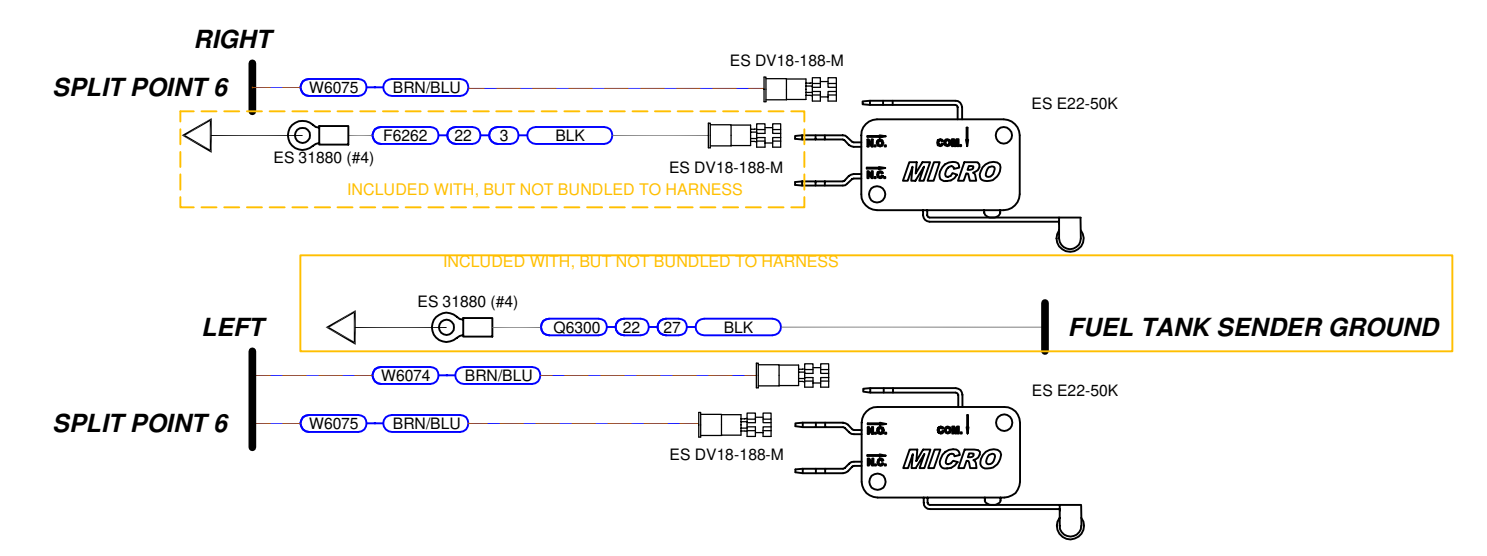 RIGHT
ES DV18-188-M
SPLIT POINT 6
W6075 BRN/BLU
ES E22-50K
F6262 22 3 BLK
N.O. COM.
ES 31880 (#4)
ES DV18-188-M
N.C. MICRO
INCLUDED WITH, BUT NOT BUNDLED TO HARNESS
INCLUDED WITH, BUT NOT BUNDLED TO HARNESS
ES 31880 (#4)
LEFT
Q6300 22 27 BLK
FUEL TANK SENDER GROUND
W6074 BRN/BLU
ES E22-50K
SPLIT POINT 6
W6075 BRN/BLU
N.O. COM.
ES DV18-188-M
N.C. MICRO